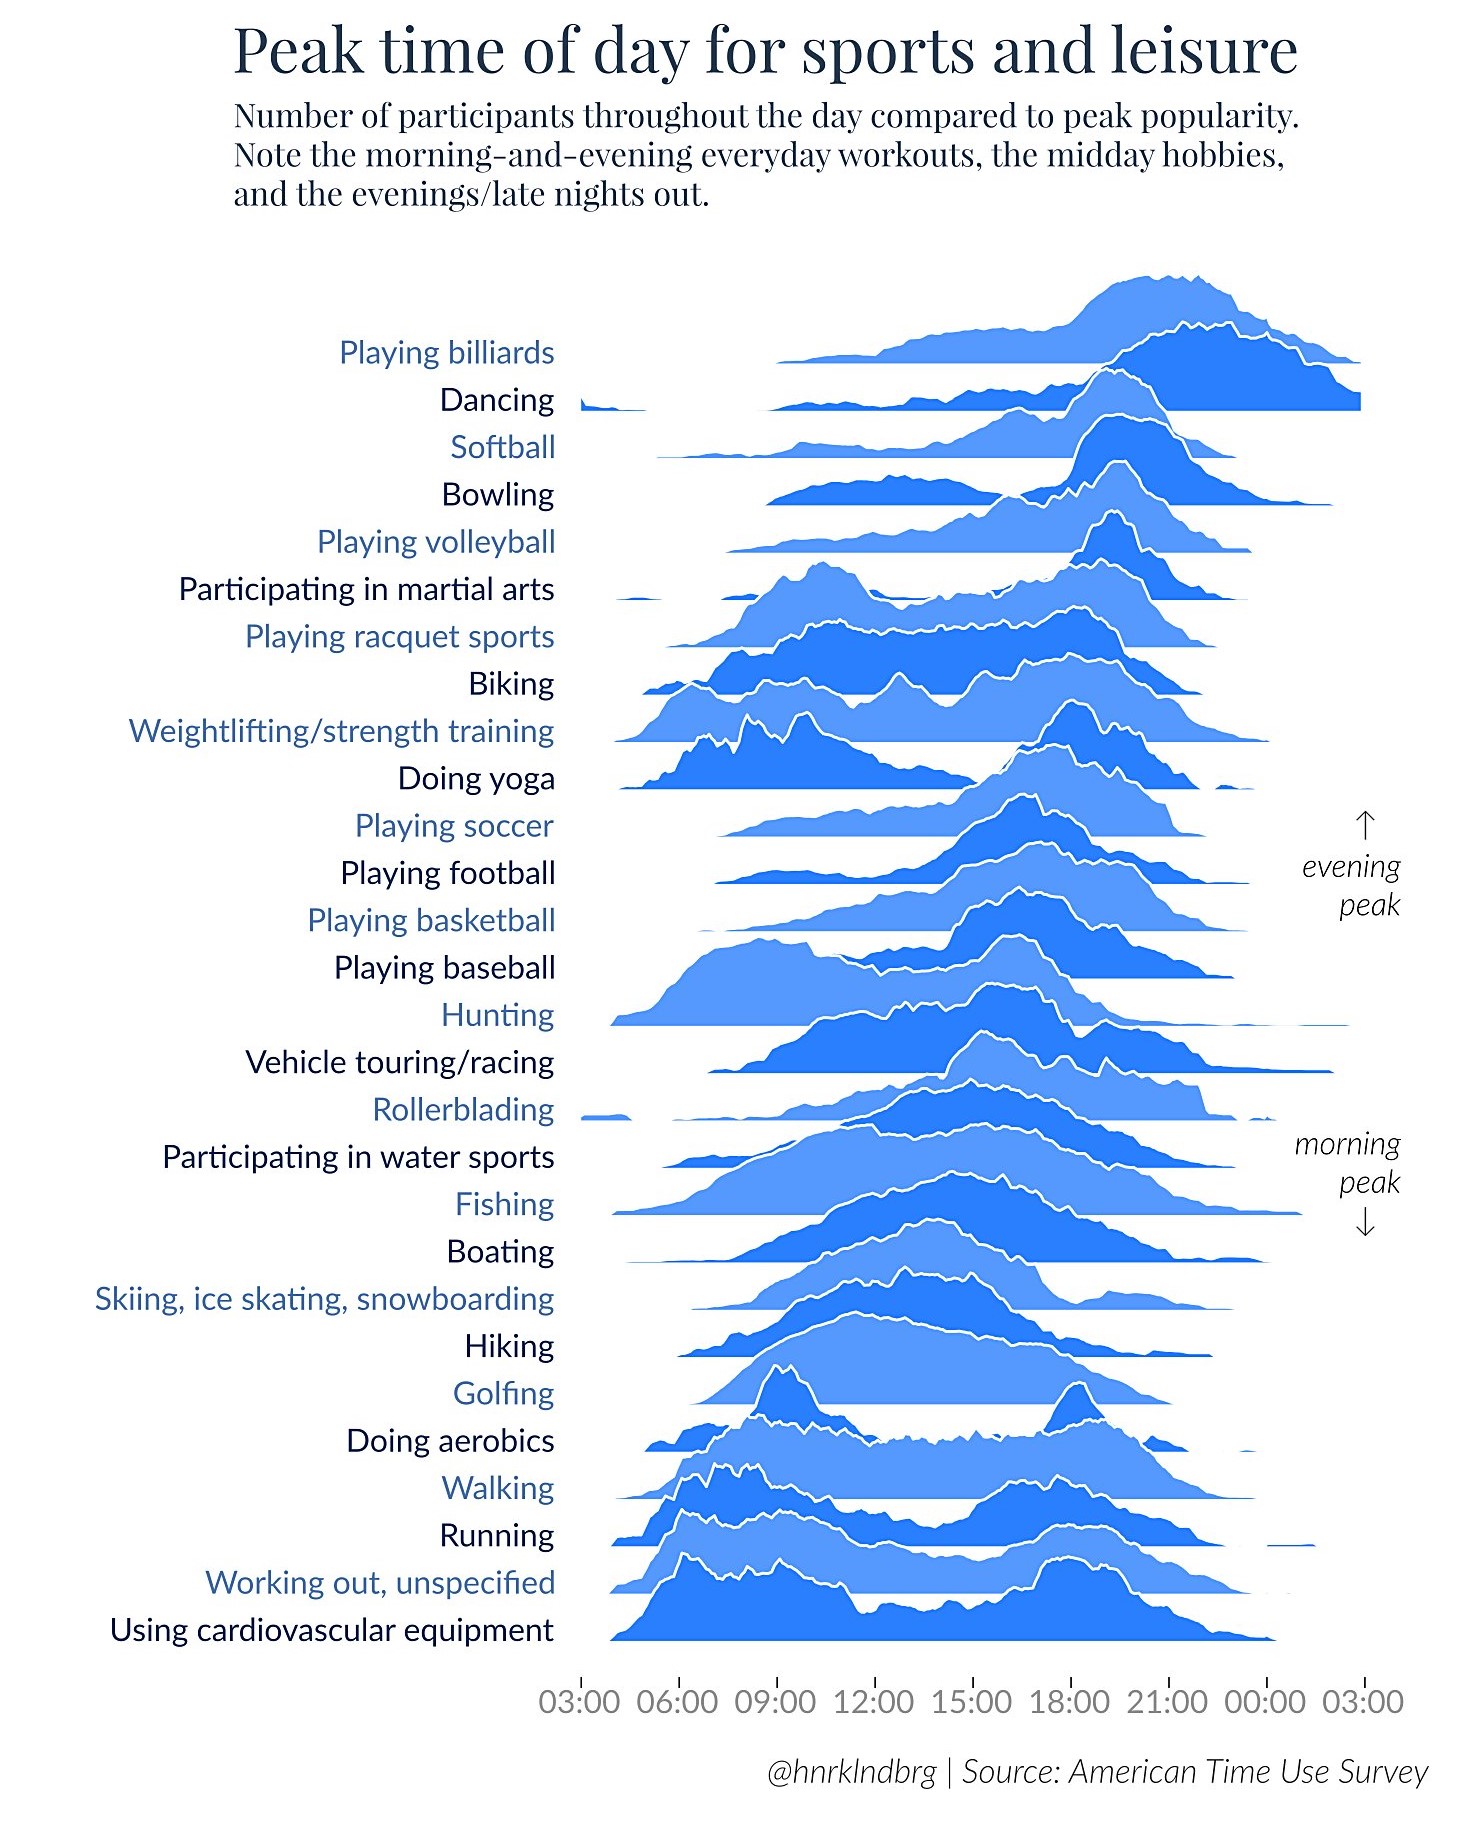 Peak time of day for sports and leisure
Number of participants throughout the day compared to peak popularity.
Note the morning-and-evening everyday workouts, the midday hobbies,
and the evenings/late nights out.
Playing billiards
Dancing
Softball
Bowling
Playing volleyball
Participating in martial arts
Playing racquet sports
Biking
Weightlifting/strength training
Doing yoga
Playing soccer
Playing football
Playing basketball
Playing baseball
Hunting
Vehicle touring/racing
Rollerblading
Participating in water sports
Fishing
Boating
Skiing, ice skating, snowboarding
Hiking
Golfing
Doing aerobics
Walking
Running
Working out, unspecified
Using cardiovascular equipment
↑
evening
peak
morning
peak
↓
03:00 06:00 09:00 12:00 15:00 18:00 21:00 00:00 03:00
@hnrklndbrg | Source: American Time Use Survey